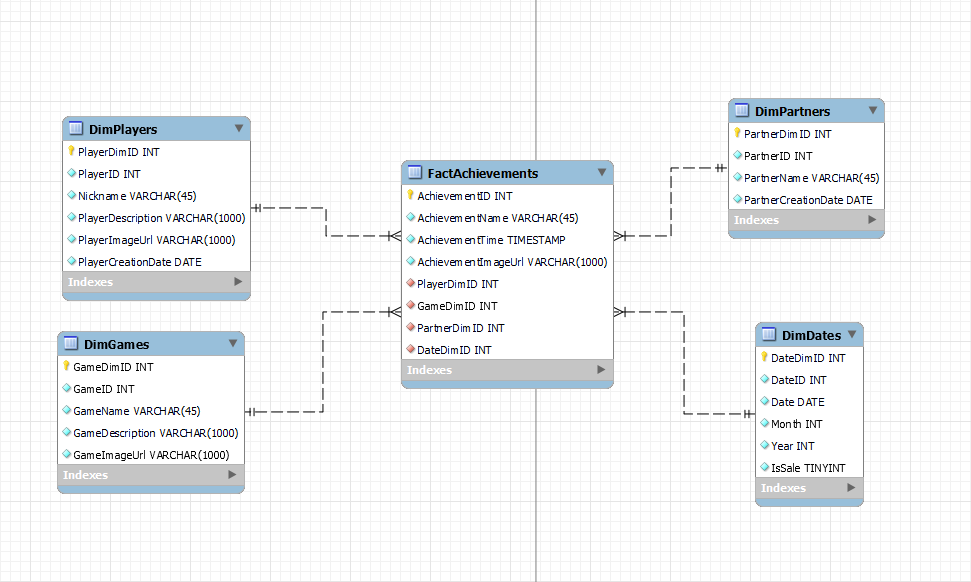 DimPlayers
PlayerDimID INT
PlayerID INT
Nickname VARCHAR(45)
PlayerDescription VARCHAR(1000)
PlayerImageUrl VARCHAR(1000)
PlayerCreationDate DATE
Indexes
DimGames
GameDimID INT
GameID INT
GameName VARCHAR(45)
GameDescription VARCHAR(1000)
GameImageUrl VARCHAR(1000)
Indexes
FactAchievements
AchievementID INT
AchievementName VARCHAR(45)
AchievementTime TIMESTAMP
AchievementImageUrl VARCHAR(1000)
PlayerDimID INT
GameDimID INT
PartnerDimID INT
DateDimID INT
Indexes
DimPartners
PartnerDimID INT
PartnerID INT
PartnerName VARCHAR(45)
PartnerCreationDate DATE
Indexes
DimDates
DateDimID INT
DateID INT
Date DATE
Month INT
Year INT
IsSale TINYINT
Indexes